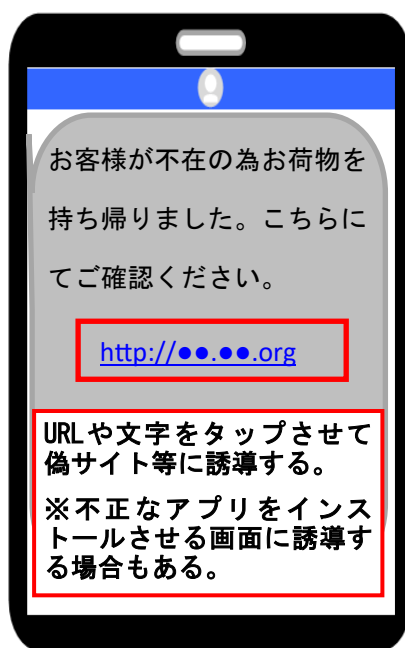 お客様が不在の為お荷物を
持ち帰りました。こちらに
てご確認ください。
http://●●.●●.org
URLや文字をタップさせて
偽サイト等に誘導する。
※不正なアプリをインス
トールさせる画面に誘導す
る場合もある。